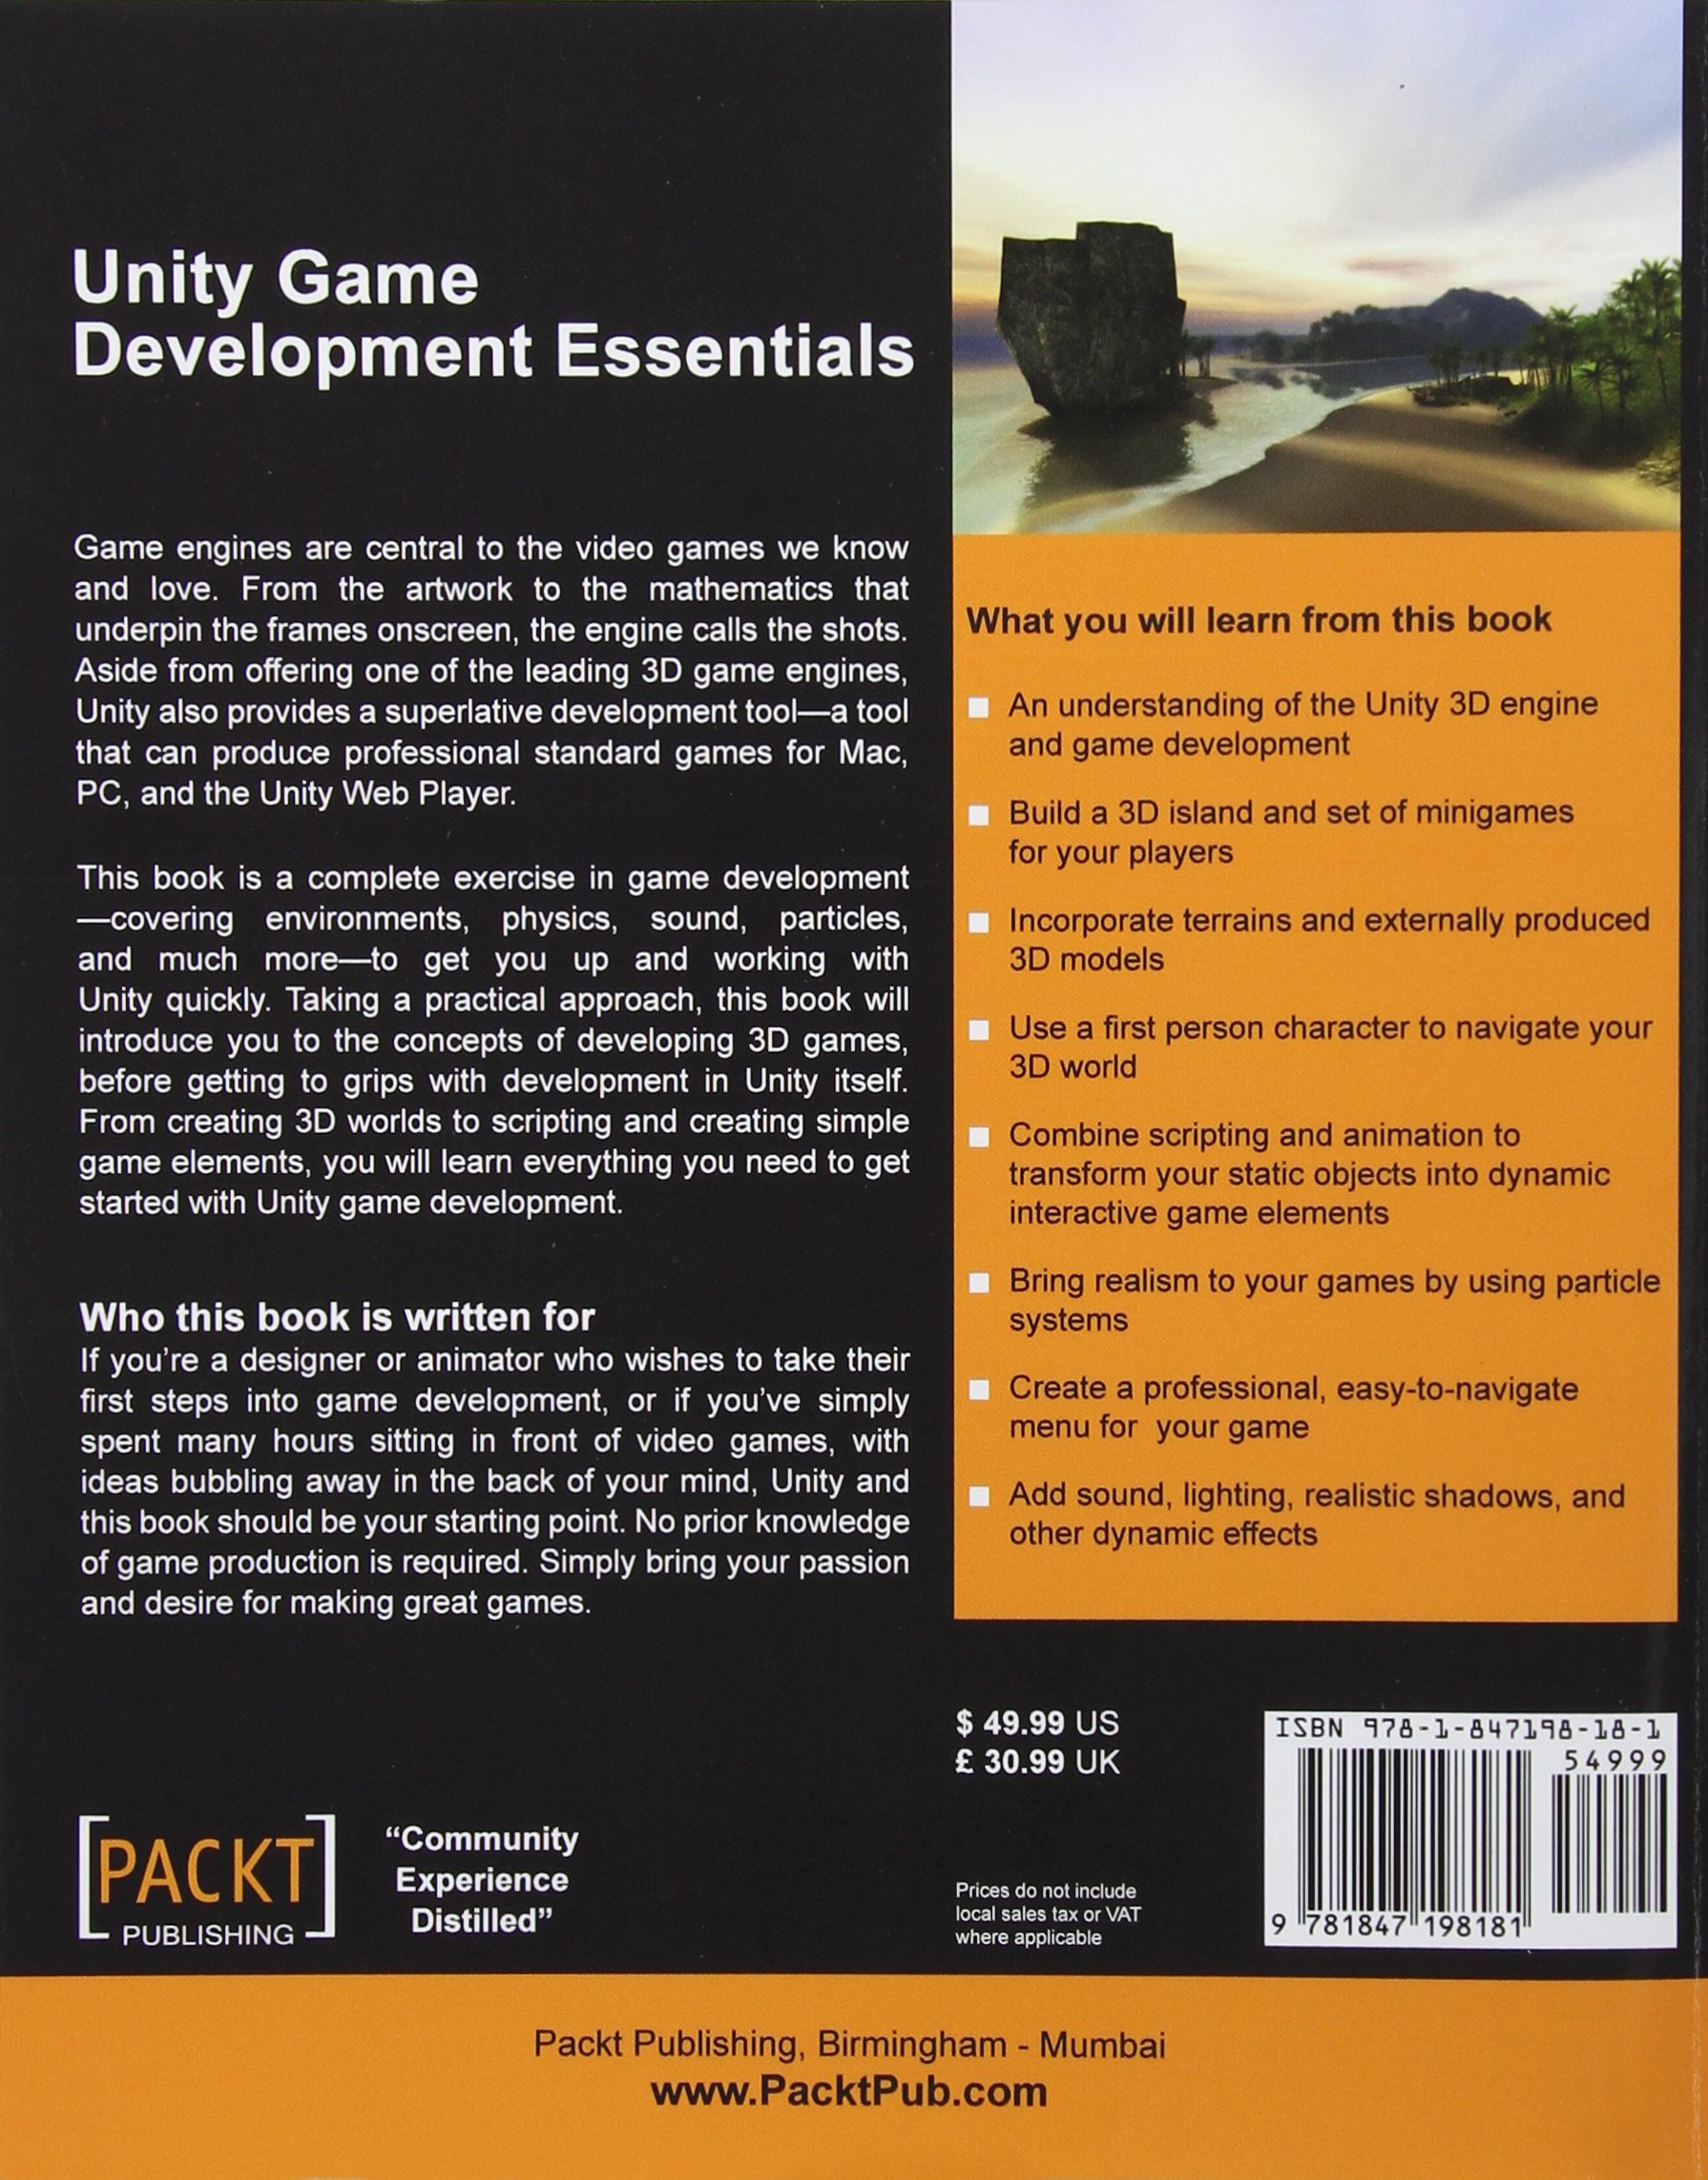 Unity Game
Development Essentials
Game engines are central to the video games we know
and love. From the artwork to the mathematics that
underpin the frames onscreen, the engine calls the shots.
Aside from offering one of the leading 3D game engines,
Unity also provides a superlative development tool—a tool
that can produce professional standard games for Mac,
PC, and the Unity Web Player.
This book is a complete exercise in game development
—covering environments, physics, sound, particles,
and much more—to get you up and working with
Unity quickly. Taking a practical approach, this book will
introduce you to the concepts of developing 3D games,
before getting to grips with development in Unity itself.
From creating 3D worlds to scripting and creating simple
game elements, you will learn everything you need to get
started with Unity game development.
Who this book is written for
If you’re a designer or animator who wishes to take their
first steps into game development, or if you’ve simply
spent many hours sitting in front of video games, with
ideas bubbling away in the back of your mind, Unity and
this book should be your starting point. No prior knowledge
of game production is required. Simply bring your passion
and desire for making great games.
What you will learn from this book
An understanding of the Unity 3D engine
and game development
Build a 3D island and set of minigames
for your players
Incorporate terrains and externally produced
3D models
Use a first person character to navigate your
3D world
Combine scripting and animation to
transform your static objects into dynamic
interactive game elements
Bring realism to your games by using particle
systems
Create a professional, easy-to-navigate
menu for your game
Add sound, lighting, realistic shadows, and
other dynamic effects
[PACKT]
PUBLISHING
“Community
Experience
Distilled”
$ 49.99 US
£ 30.99 UK
Prices do not include
local sales tax or VAT
where applicable
ISBN 978-1-847198-18-1
54999
9 781847 198181
Packt Publishing, Birmingham - Mumbai
www.PacktPub.com